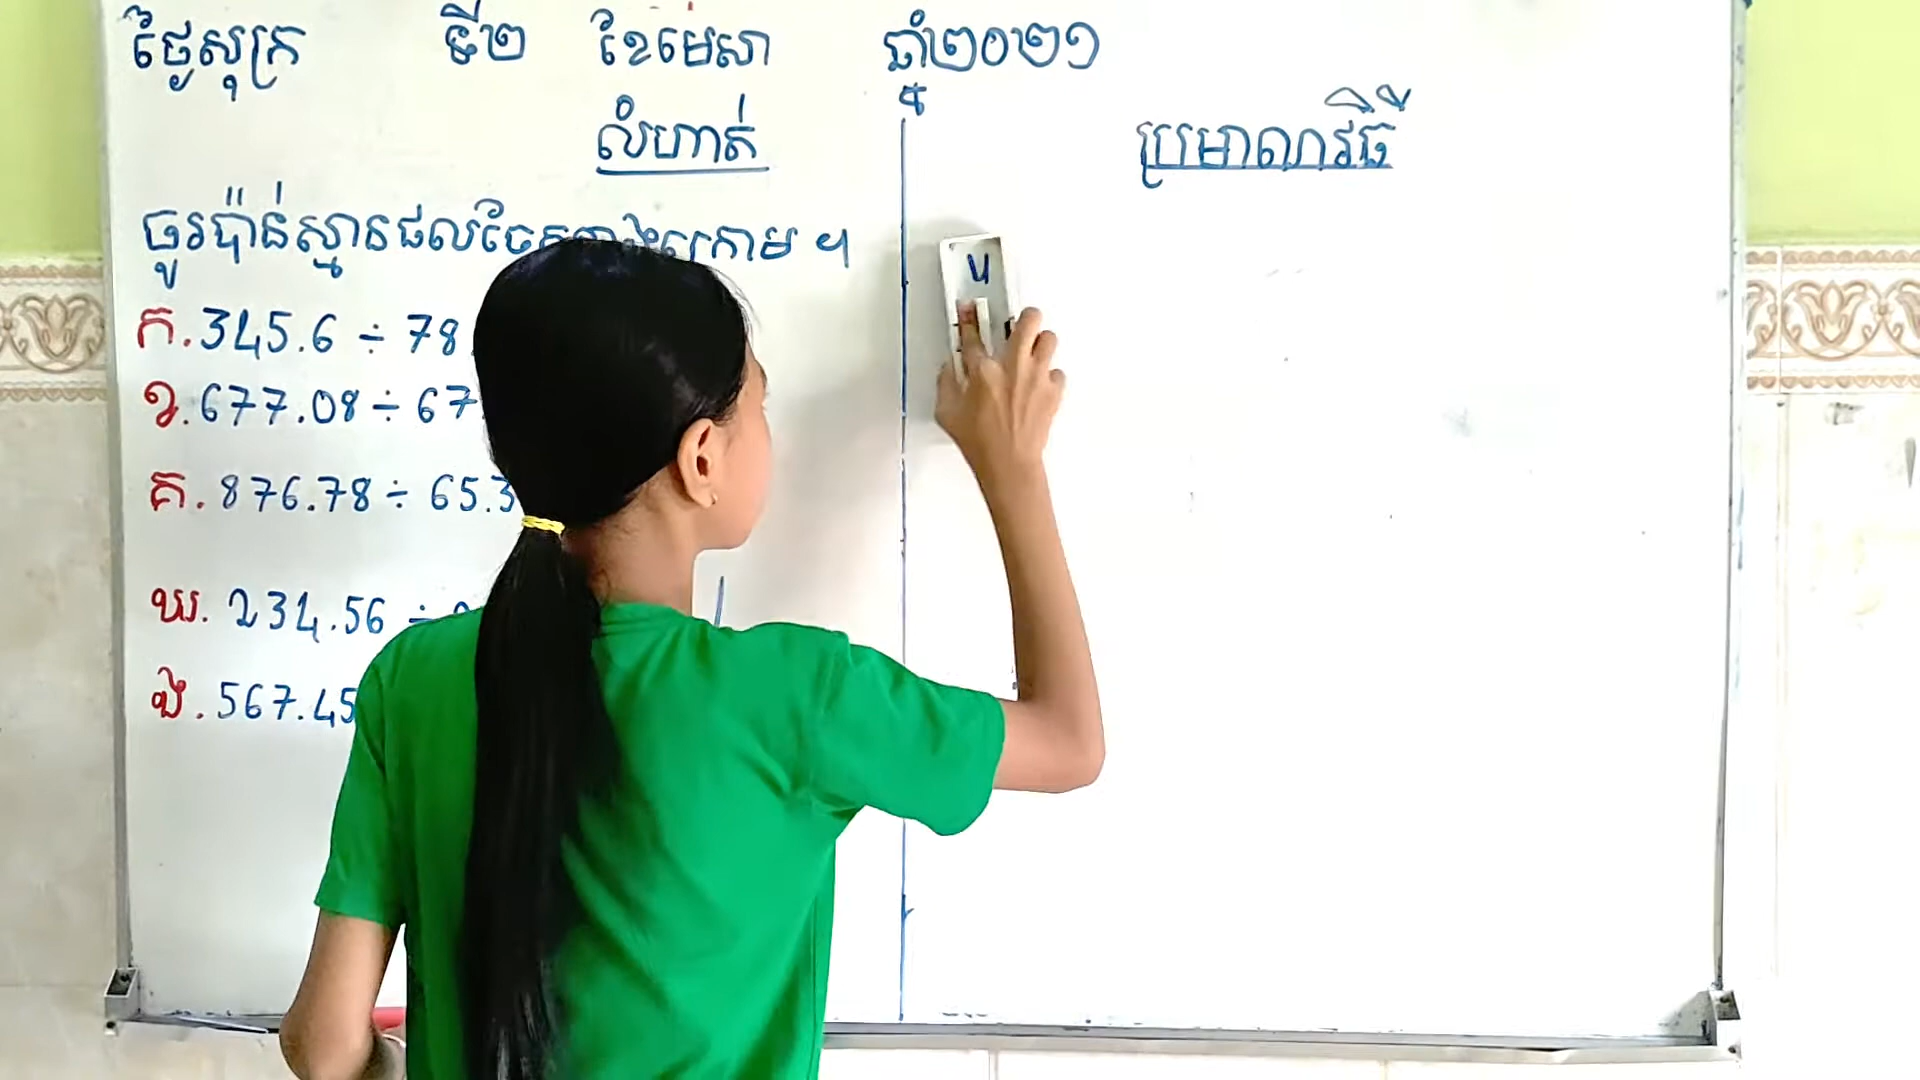 ថ្ងៃសុក្រ ទី២ ខែមេសា ឆ្នាំ២០២១
លំហាត់
ប្រមាណវិធី
ចូរប៉ាន់ស្មានផលចែកខាងក្រោម ។
ក. 345.6 ÷ 78
ខ. 677.08 ÷ 67
គ. 876.78 ÷ 65.3
ឃ. 234.56 ÷
ង. 567.45